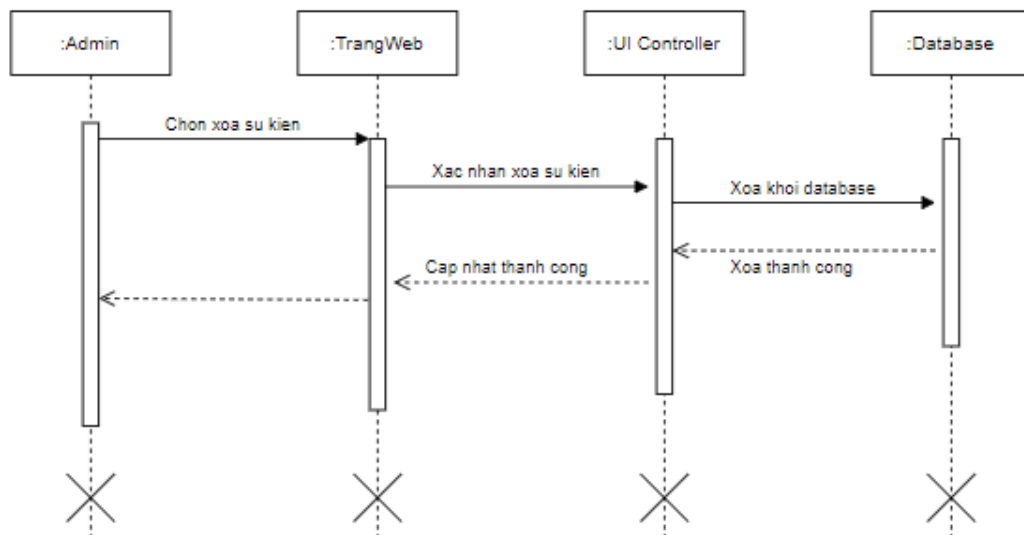 :Admin
:TrangWeb
:UI Controller
:Database
Chon xoa su kien
Xac nhan xoa su kien
Xoa khoi database
Xoa thanh cong
Cap nhat thanh cong